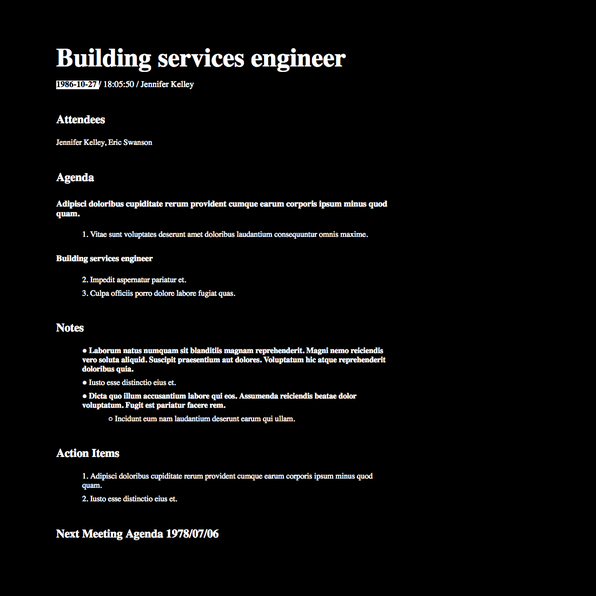 Building services engineer
1986-10-27 / 18:05:50 / Jennifer Kelley
Attendees
Jennifer Kelley, Eric Swanson
Agenda
Adipisci doloribus cupiditate rerum provident cumque earum corporis ipsum minus quod
quam.
1. Vitae sunt voluptates deserunt amet doloribus laudantium consequuntur omnis maxime.
Building services engineer
2. Impedit aspernatur pariatur et.
3. Culpa officiis porro dolore labore fugiat quas.
Notes
● Laborum natus numquam sit blanditiis magnam reprehenderit. Magni nemo reiciendis
vero soluta aliquid. Suscipit praesentium aut dolores. Voluptatum hic atque reprehenderit
doloribus quia.
● Iusto esse distinctio eius et.
● Dicta quo illum accusantium labore qui eos. Assumenda reiciendis beatae dolor
voluptatum. Fugit est pariatur facere rem.
○ Incidunt eum nam laudantium deserunt earum qui ullam.
Action Items
1. Adipisci doloribus cupiditate rerum provident cumque earum corporis ipsum minus quod
quam.
2. Iusto esse distinctio eius et.
Next Meeting Agenda 1978/07/06